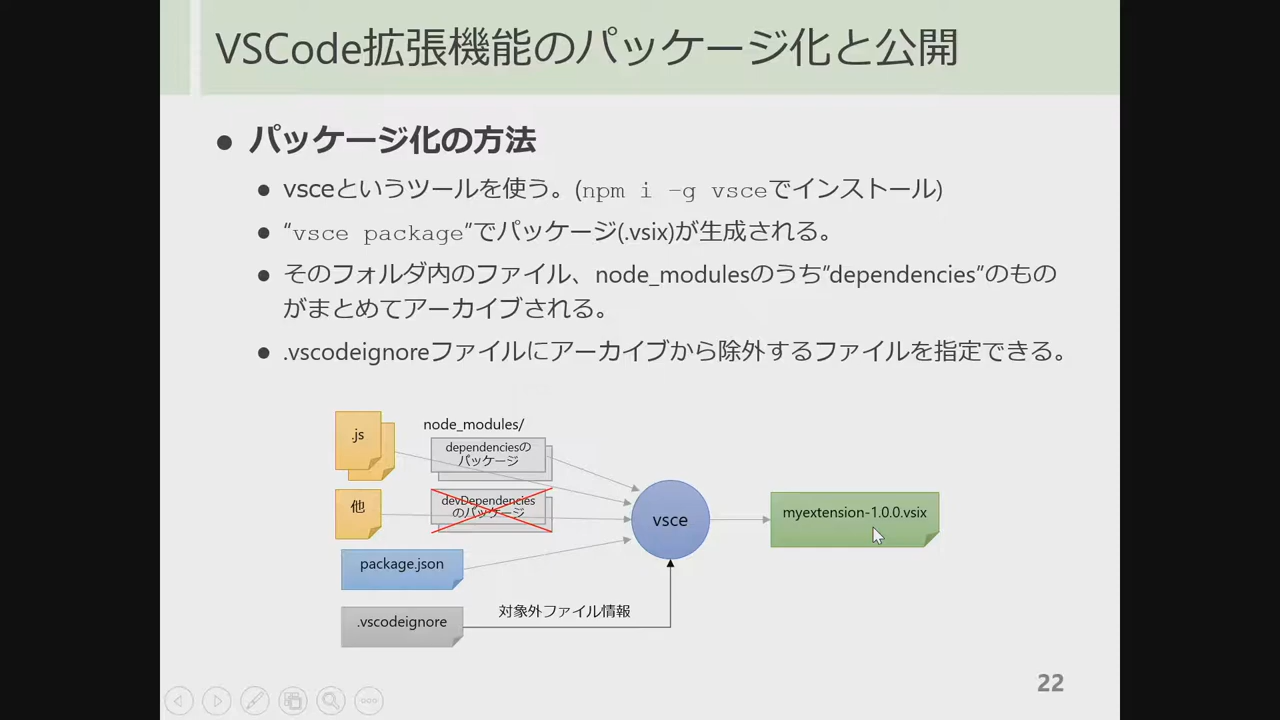 VSCode拡張機能のパッケージ化と公開
● パッケージ化の方法
● vsceというツールを使う。(npm i -g vsceでインストール)
● “vsce package”でパッケージ(.vsix)が生成される。
● そのフォルダ内のファイル、node_modulesのうち”dependencies”のもの
がまとめてアーカイブされる。
● .vscodeignoreファイルにアーカイブから除外するファイルを指定できる。
.js
node_modules/
dependenciesの
パッケージ
他
devDependencies
のパッケージ
package.json
.vscodeignore
対象外ファイル情報
vsce
myextension-1.0.0.vsix
22